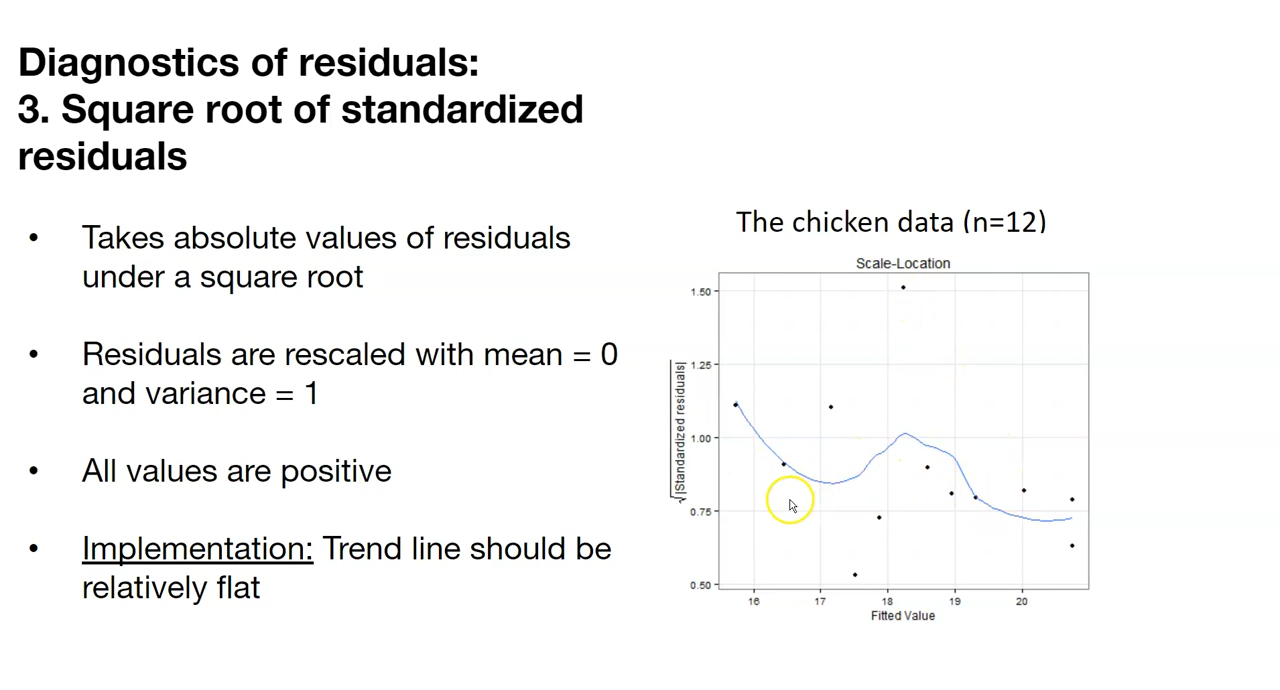 Diagnostics of residuals:
3. Square root of standardized
residuals
• Takes absolute values of residuals
under a square root
• Residuals are rescaled with mean = 0
and variance = 1
• All values are positive
• Implementation: Trend line should be
relatively flat
The chicken data (n=12)
Scale-Location
√|Standardized residuals|
1.50
1.25
1.00
0.75
0.50
16 17 18 19 20
Fitted Value